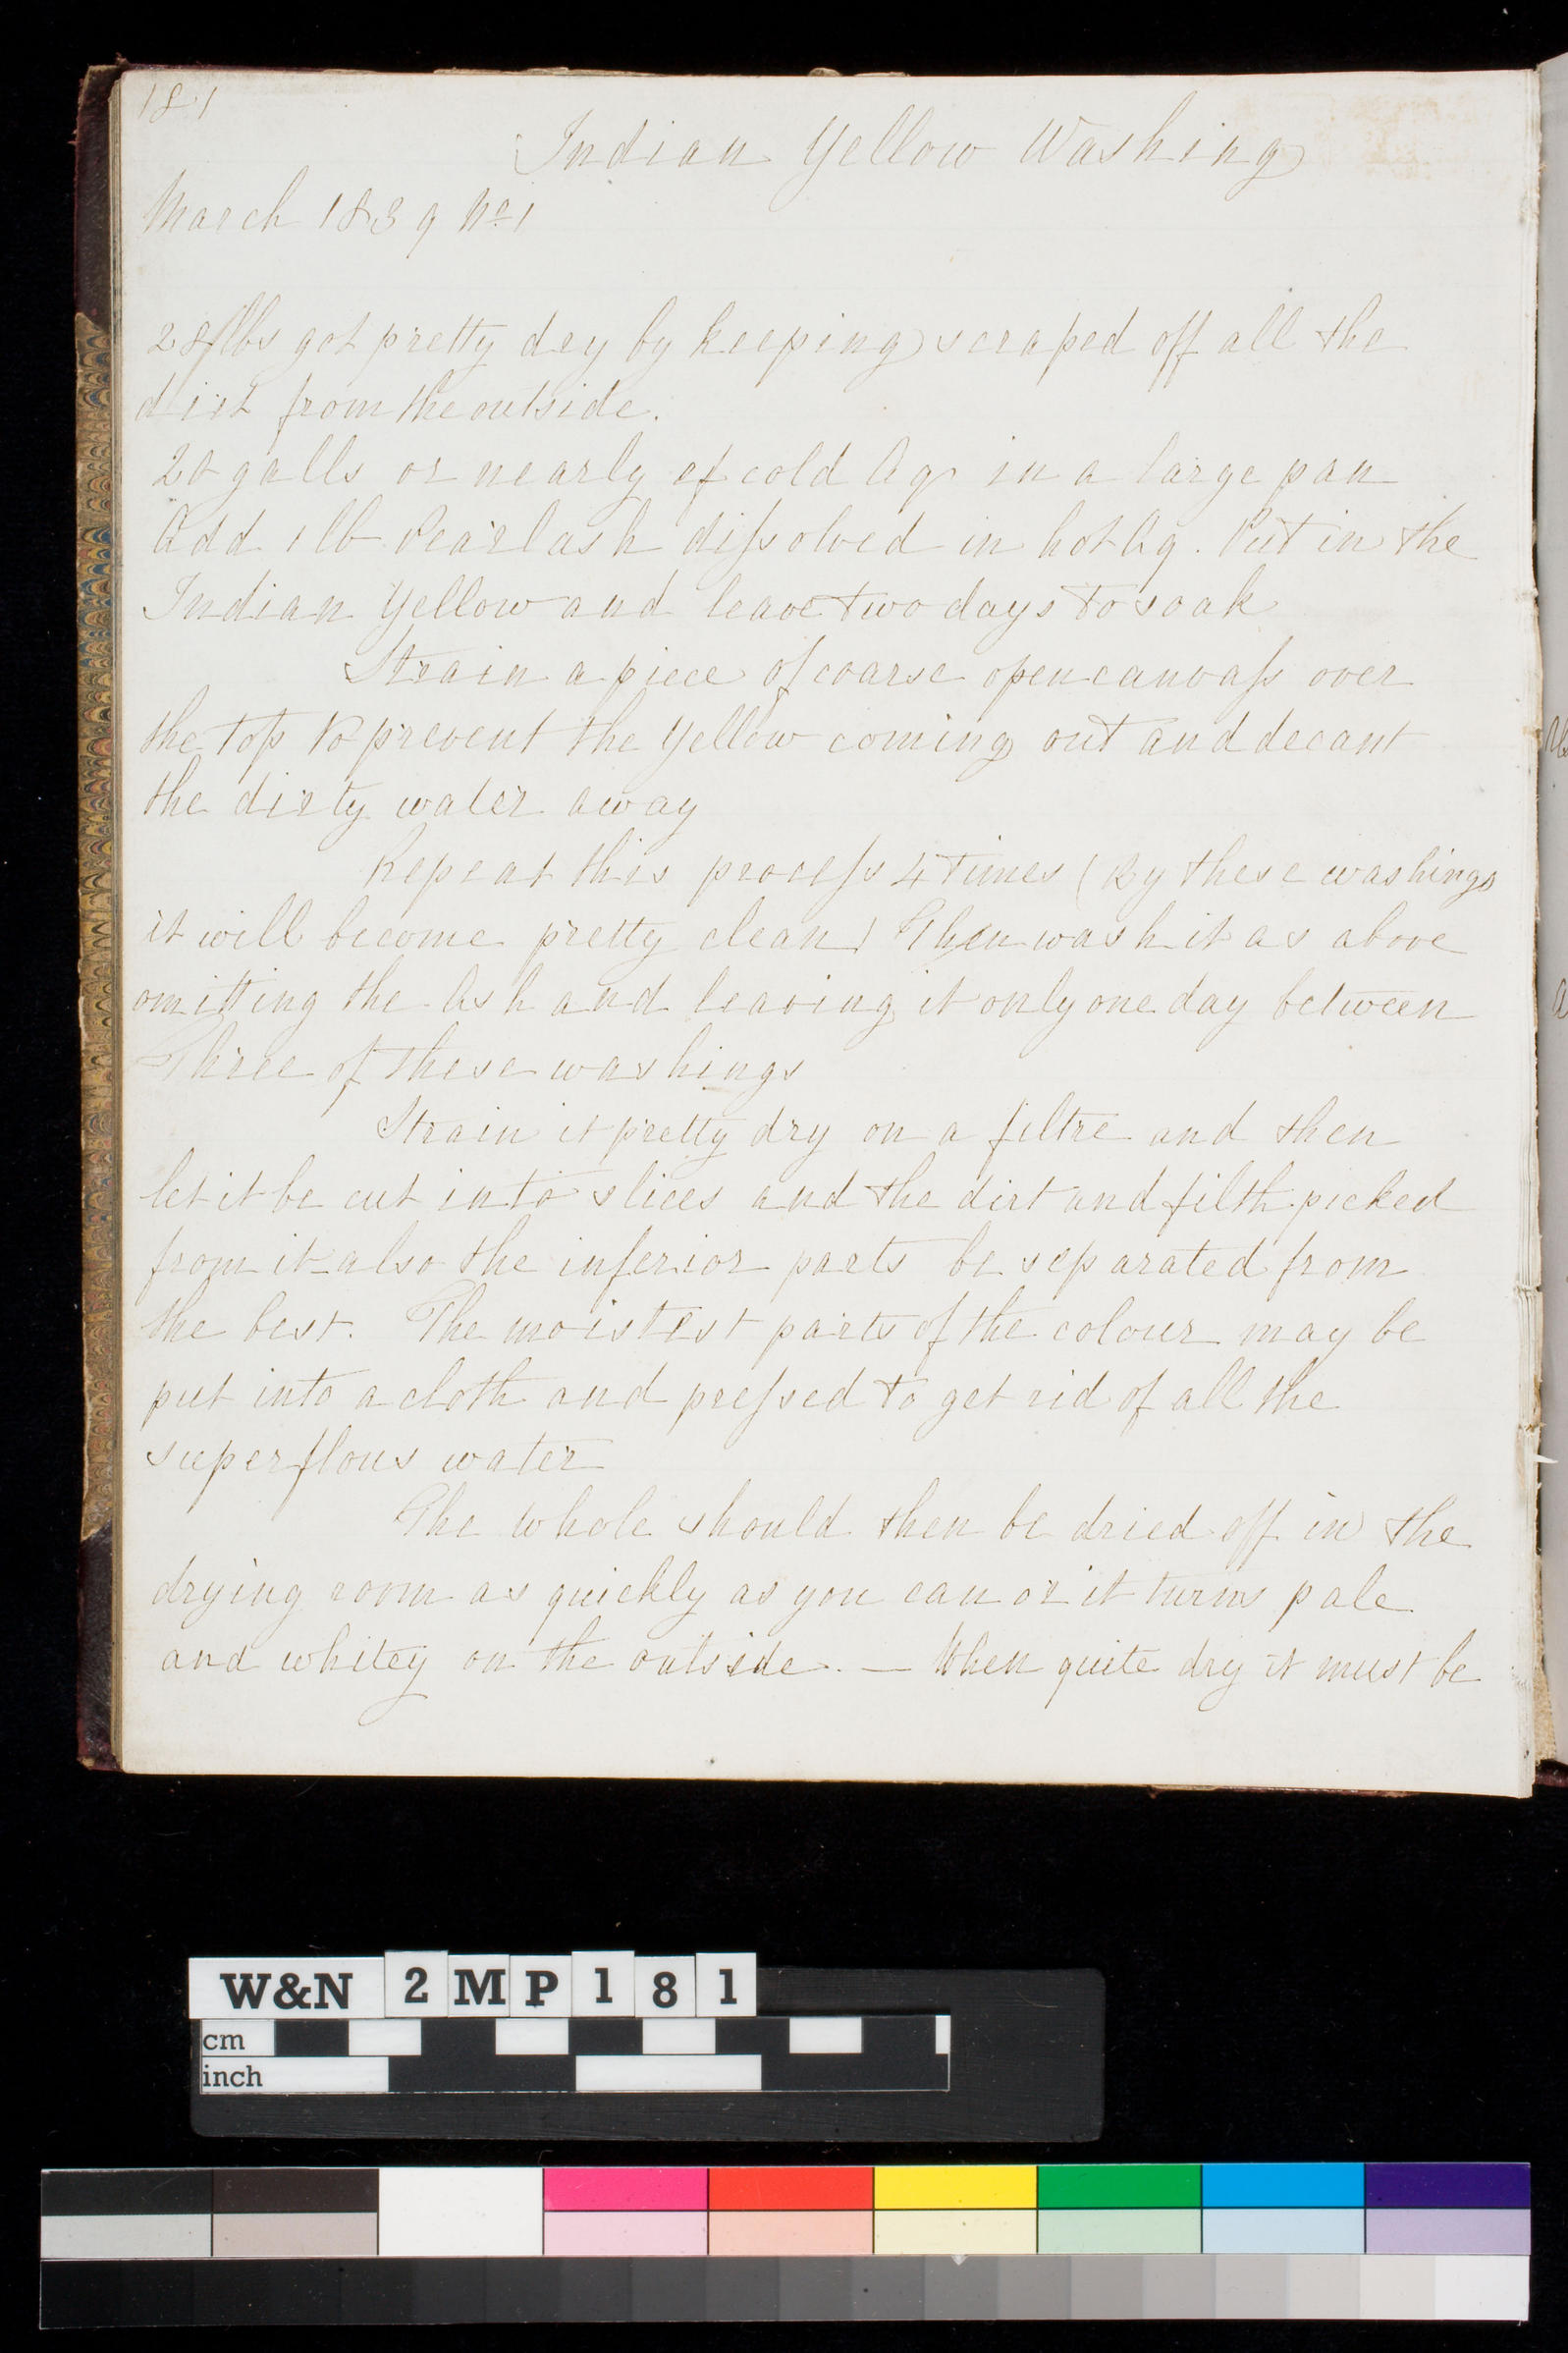 181
Indian Yellow Washing
March 1839 No 1
28 lbs got pretty dry by keeping scraped off all the
dirt from the outside.
20 galls or nearly of cold Aq in a large pan
Add 1 lb Pearlash diſsolved in hot Aq. Put in the
Indian Yellow and leave two days to soak
Strain a piece of coarse open canvaſs over
the top to prevent the Yellow coming out and decant
the dirty water away
Repeat this proceſs 4 times (By these washings
it will become pretty clean) Then wash it as above
omitting the Ash and leaving it only one day between
Three of these washings
Strain it pretty dry on a filtre and then
let it be cut into slices and the dirt and filth picked
from it also the inferior parts be separated from
the best. The moistest parts of the colour may be
put into a cloth and preſsed to get rid of all the
superflous water
The whole should then be dried off in the
drying room as quickly as you can or it turns pale
and whitey on the outside. — When quite dry it must be
W&N 2MP181
cm
inch